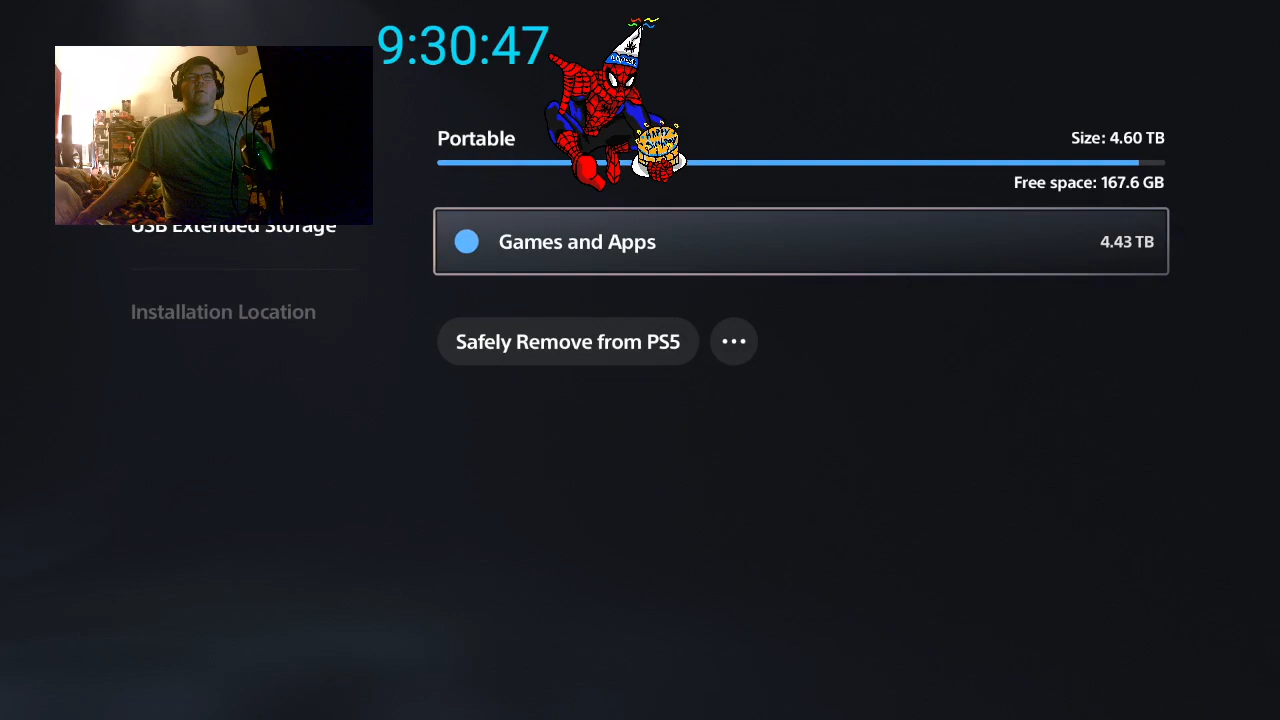 9:30:47
Portable
Size: 4.60 TB
Free space: 167.6 GB
USB Extended Storage
Games and Apps
4.43 TB
Installation Location
Safely Remove from PS5
HAPPY